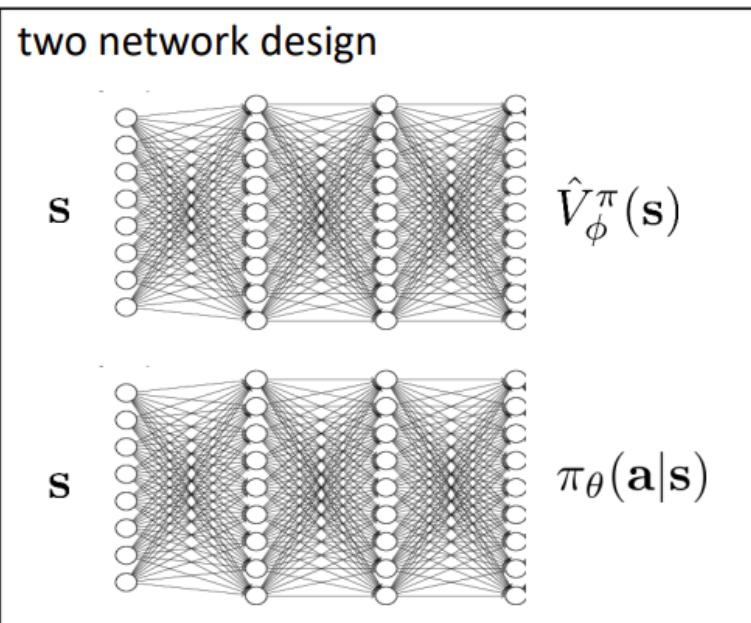 two network design
s
V̂^π_ϕ(s)
s
π_θ(a|s)